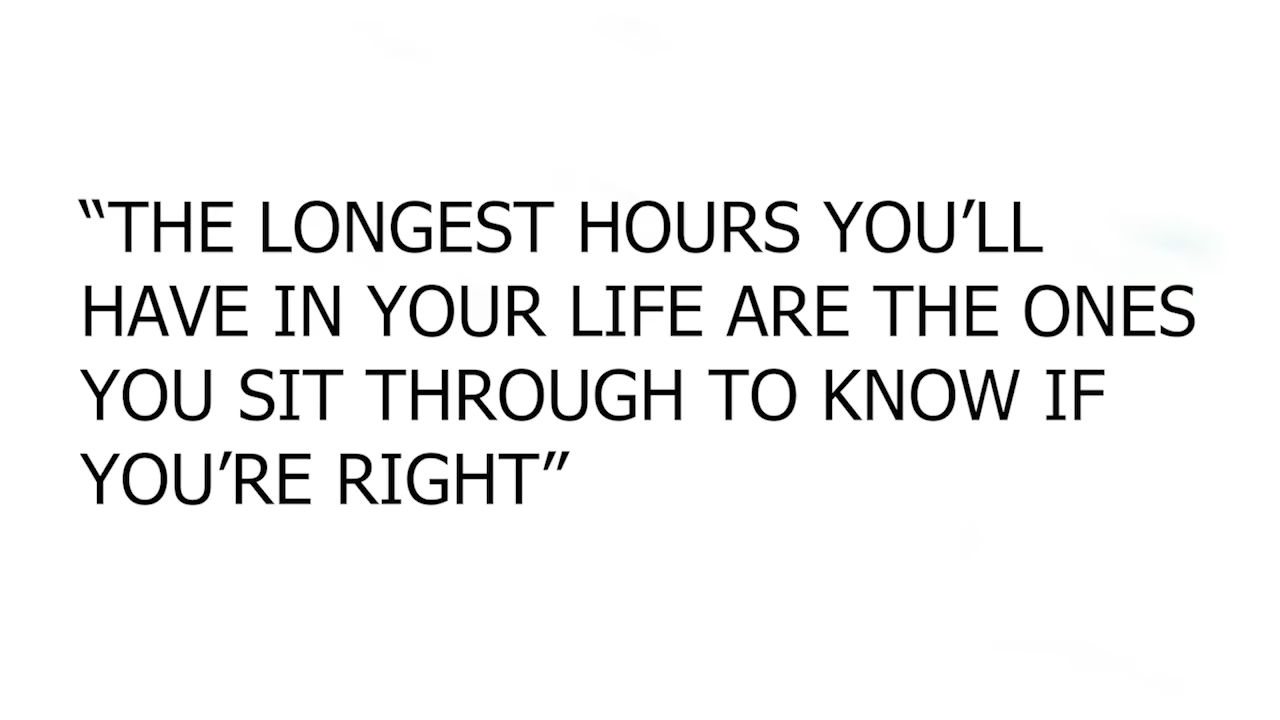 “THE LONGEST HOURS YOU’LL
HAVE IN YOUR LIFE ARE THE ONES
YOU SIT THROUGH TO KNOW IF
YOU’RE RIGHT”